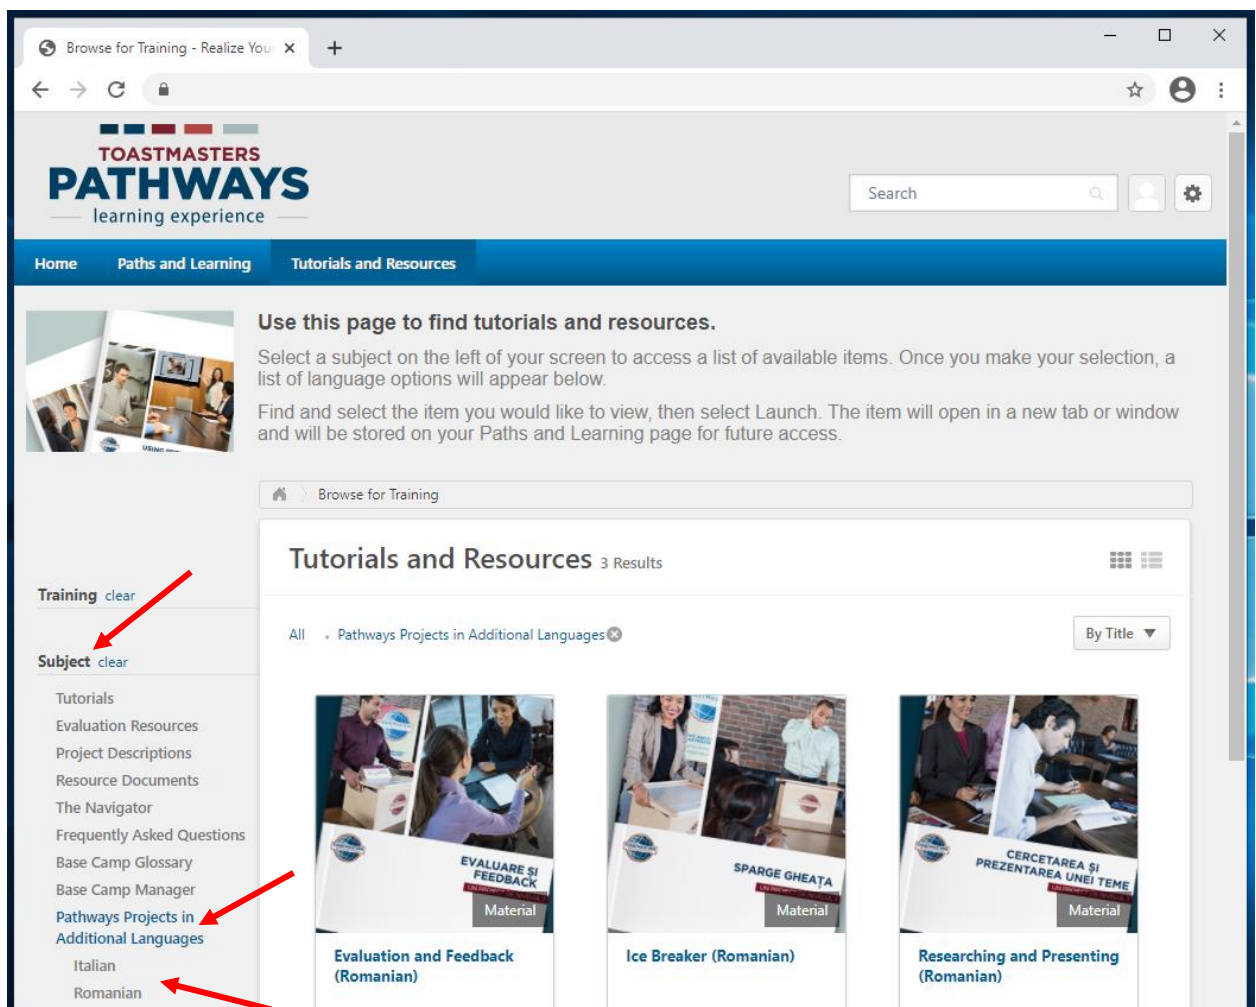 Browse for Training - Realize You
TOASTMASTERS
PATHWAYS
learning experience
Search
Home Paths and Learning Tutorials and Resources
Use this page to find tutorials and resources.
Select a subject on the left of your screen to access a list of available items. Once you make your selection, a
list of language options will appear below.
Find and select the item you would like to view, then select Launch. The item will open in a new tab or window
and will be stored on your Paths and Learning page for future access.
Browse for Training
Tutorials and Resources 3 Results
Training clear
All • Pathways Projects in Additional Languages
By Title
Subject clear
Tutorials
Evaluation Resources
Project Descriptions
Resource Documents
The Navigator
Frequently Asked Questions
Base Camp Glossary
Base Camp Manager
Pathways Projects in
Additional Languages
Italian
Romanian
EVALUARE ȘI
FEEDBACK
Material
Evaluation and Feedback
(Romanian)
SPARGE GHEAȚA
Material
Ice Breaker (Romanian)
CERCETAREA ȘI
PREZENTAREA UNEI TEME
Material
Researching and Presenting
(Romanian)